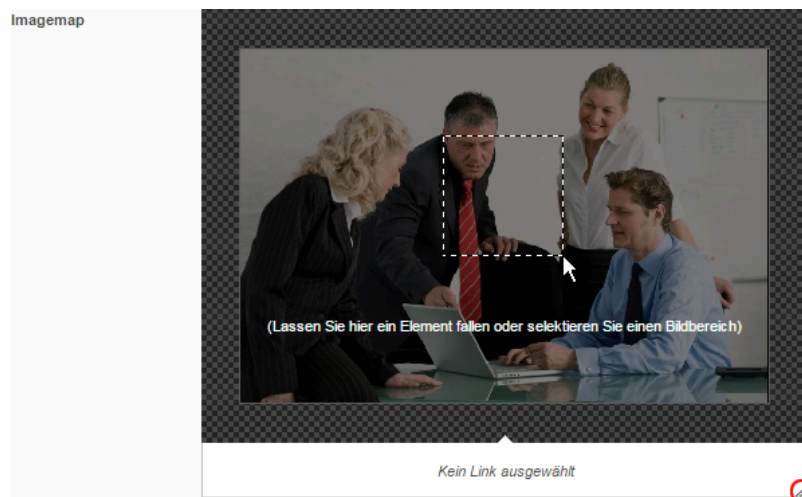 Imagemap
(Lassen Sie hier ein Element fallen oder selektieren Sie einen Bildbereich)
Kein Link ausgewählt